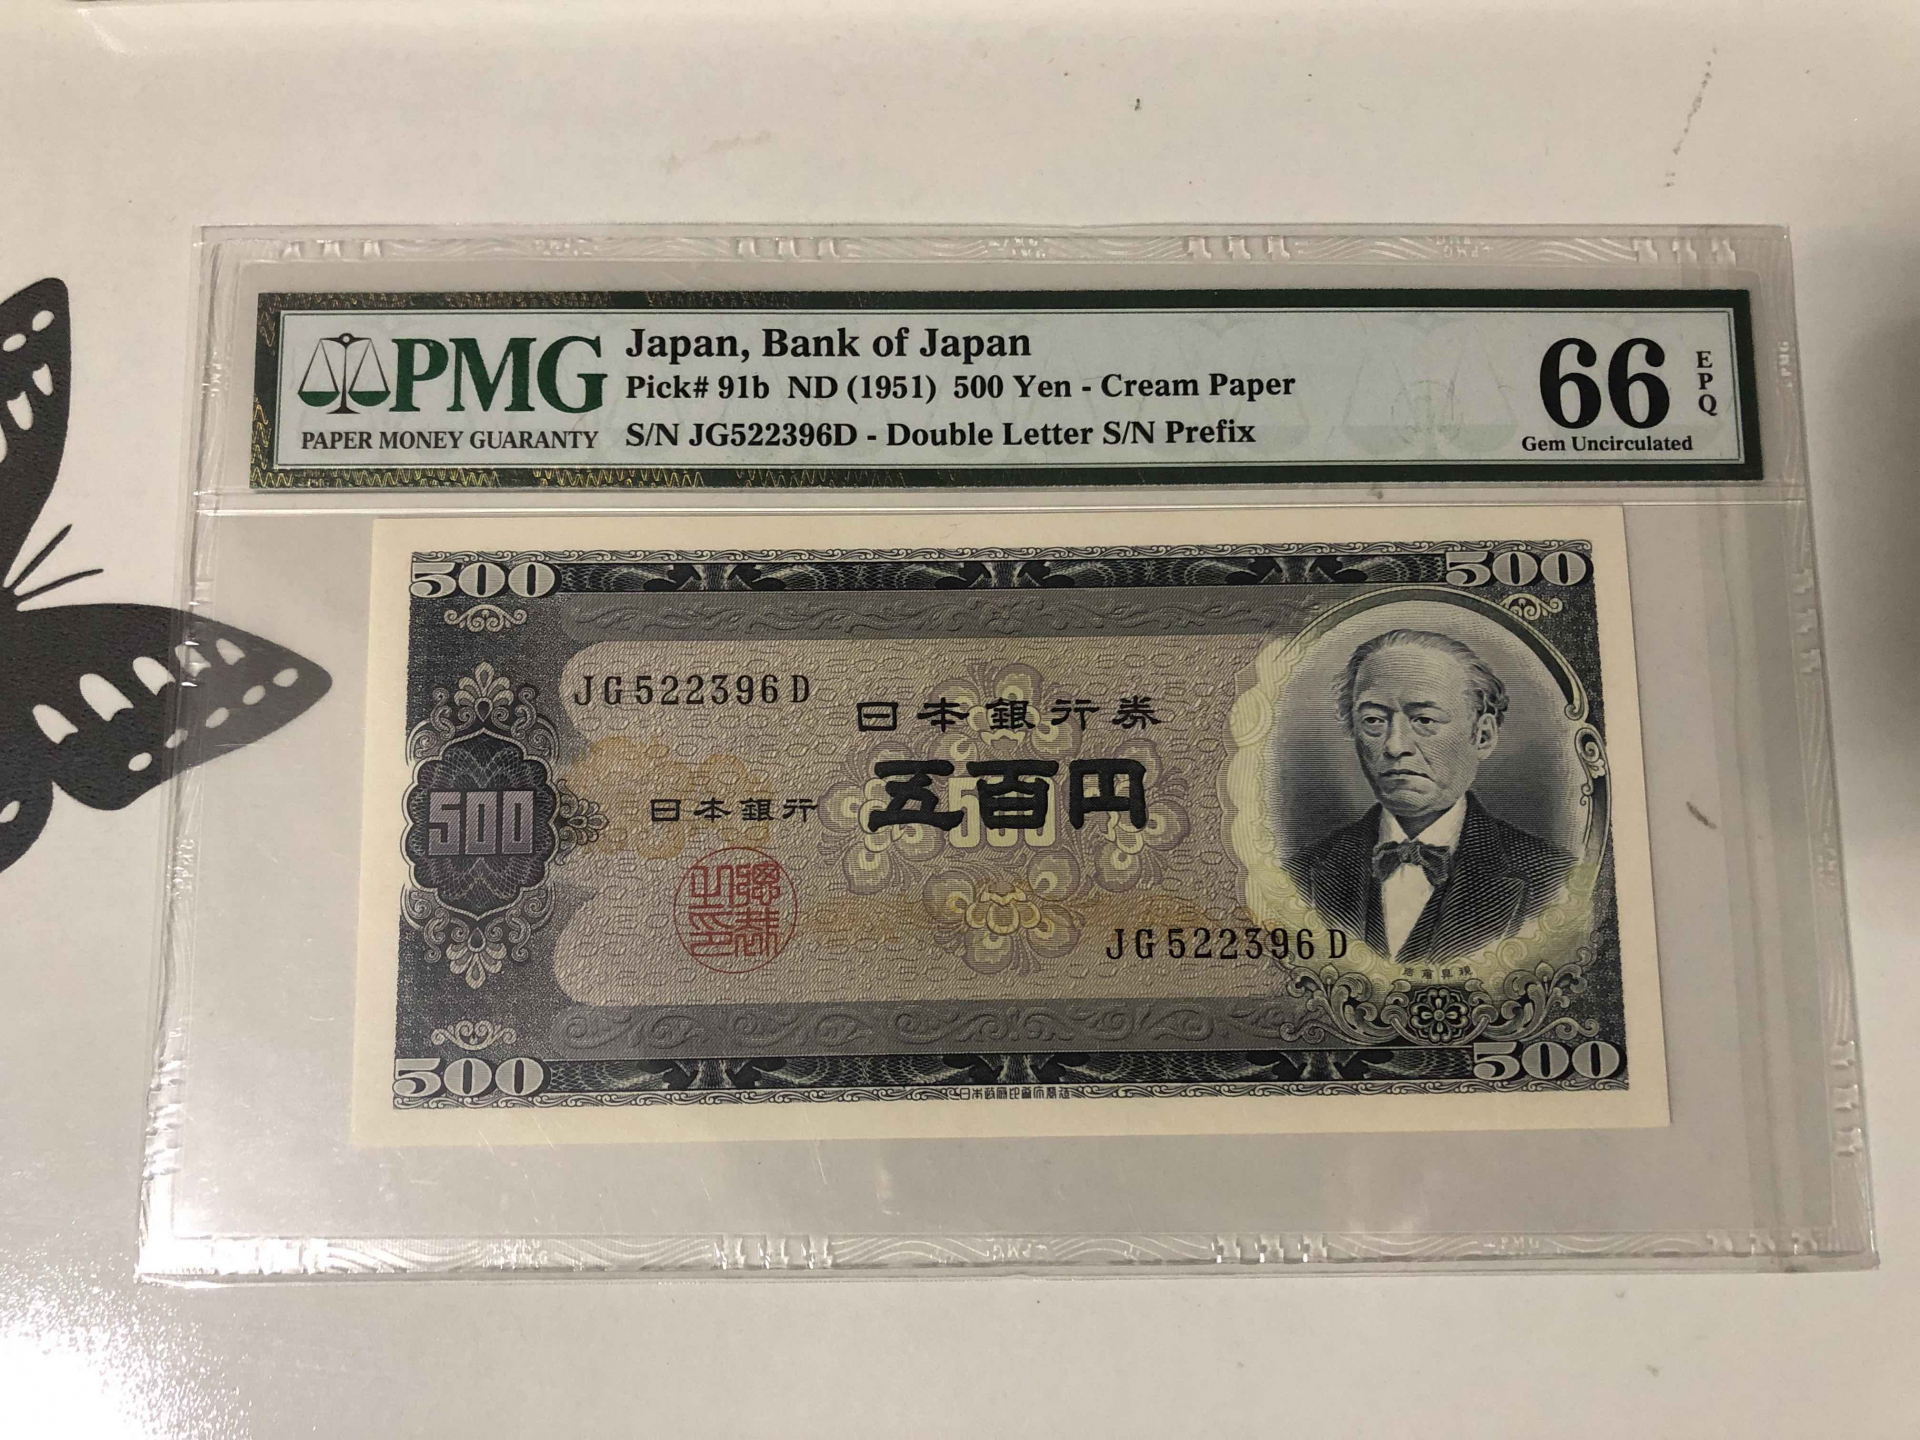 PMG
PAPER MONEY GUARANTY
Japan, Bank of Japan
Pick# 91b ND (1951) 500 Yen - Cream Paper
S/N JG522396D - Double Letter S/N Prefix
66
EPQ
Gem Uncirculated
500
500
JG522396D
日本銀行券
五百円
500
日本銀行
500
JG522396D
500
500